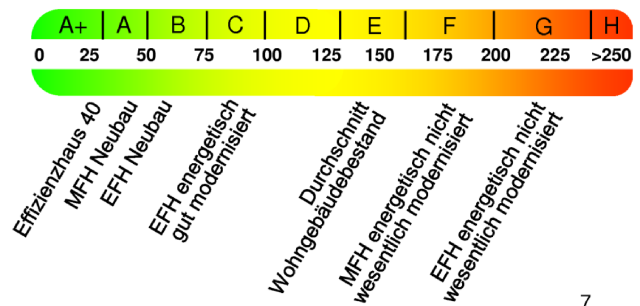 A+ A B C D E F G H
0 25 50 75 100 125 150 175 200 225 >250
Effizienzhaus 40
MFH Neubau
EFH Neubau
EFH energetisch
gut modernisiert
Durchschnitt
Wohngebäudebestand
MFH energetisch nicht
wesentlich modernisiert
EFH energetisch nicht
wesentlich modernisiert
7